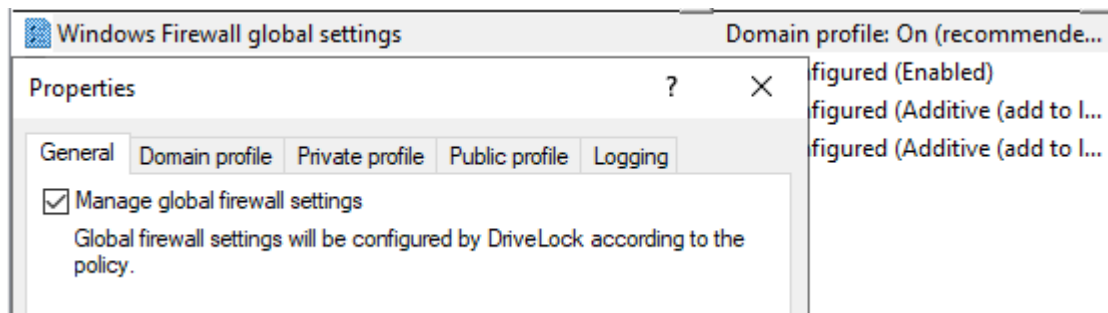 Windows Firewall global settings Domain profile: On (recommende...
Properties ? figured (Enabled)
figured (Additive (add to l...
General Domain profile Private profile Public profile Logging figured (Additive (add to l...
Manage global firewall settings
Global firewall settings will be configured by DriveLock according to the
policy.